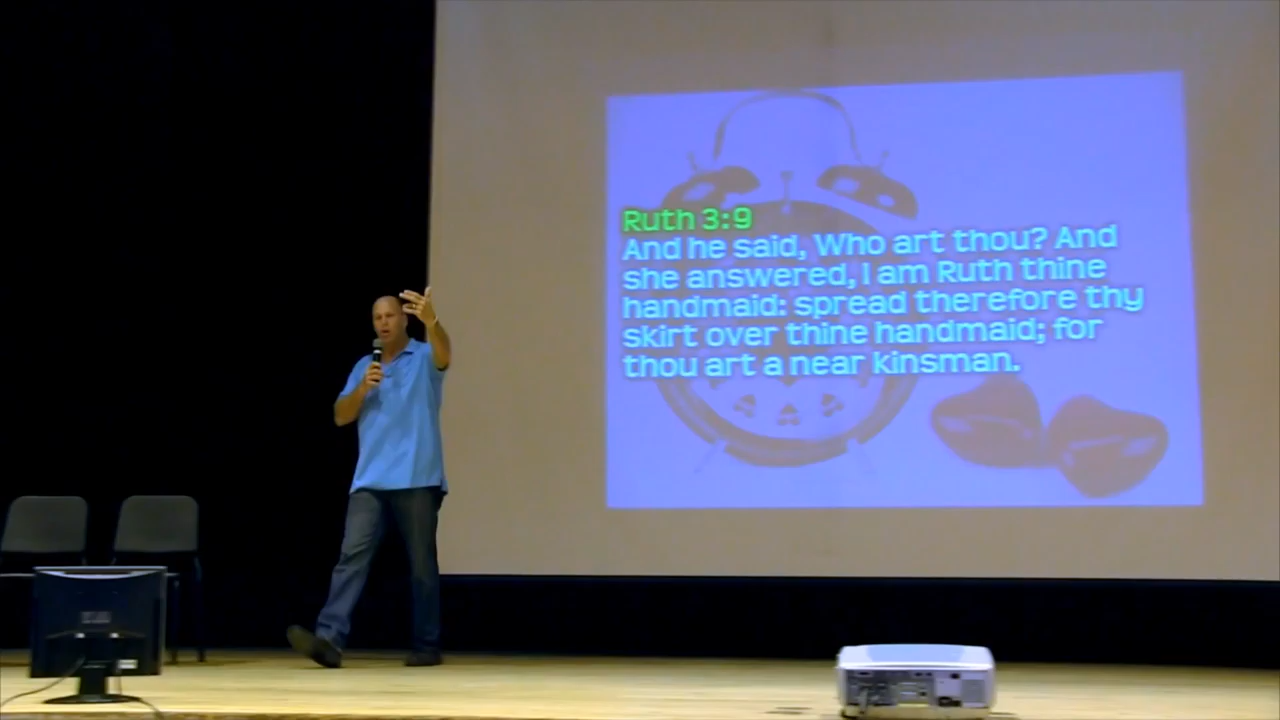 Ruth 3:9
And he said, Who art thou? And
she answered, I am Ruth thine
handmaid: spread therefore thy
skirt over thine handmaid; for
thou art a near kinsman.